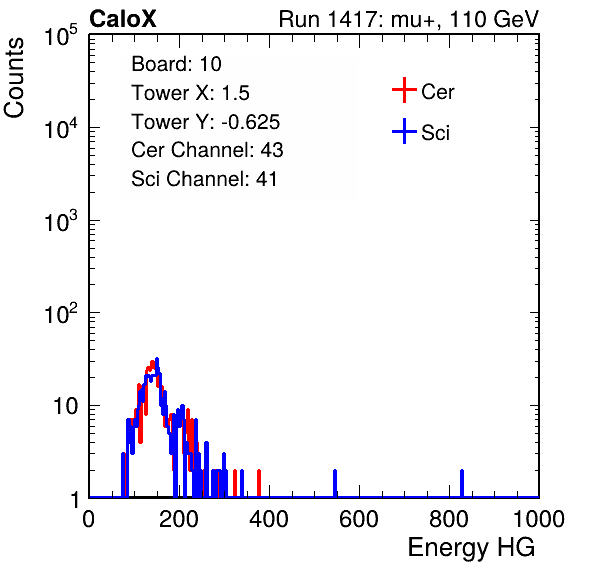 CaloX Run 1417: mu+, 110 GeV
Counts
Board: 10
Tower X: 1.5
Tower Y: -0.625
Cer Channel: 43
Sci Channel: 41
Cer
Sci
10^5
10^4
10^3
10^2
10
1
0 200 400 600 800 1000
Energy HG